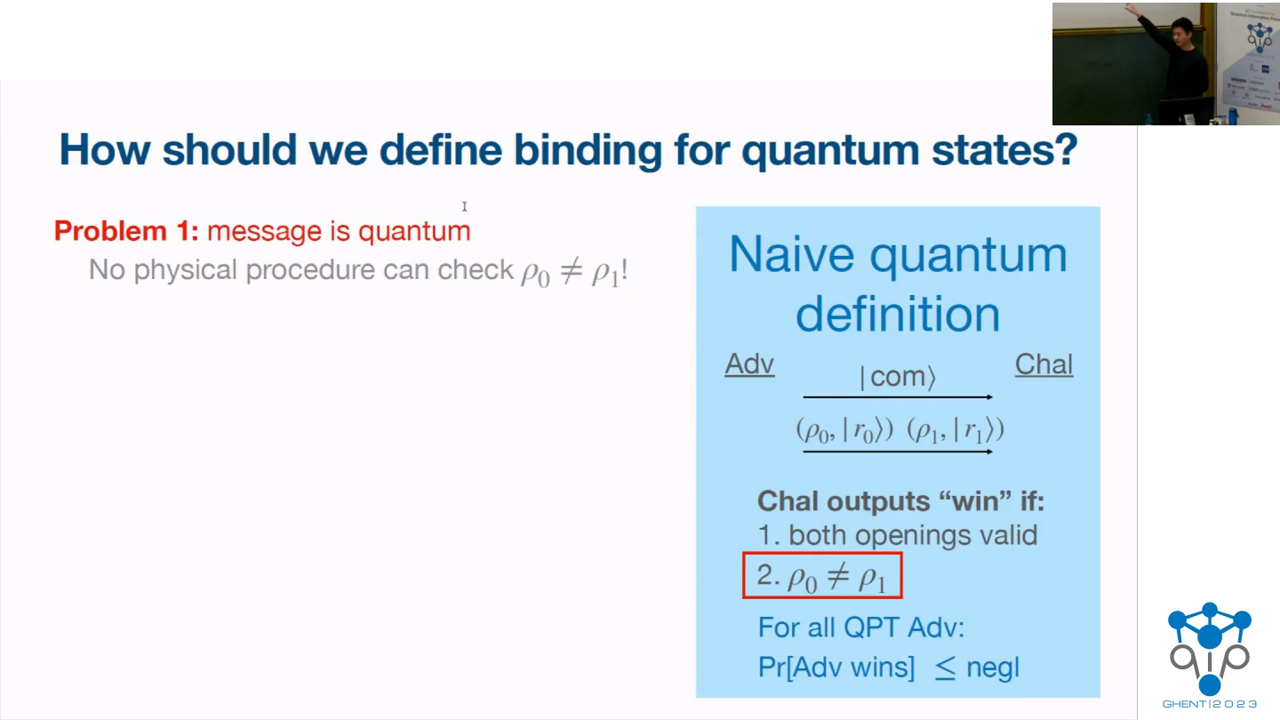 How should we define binding for quantum states?
Problem 1: message is quantum
No physical procedure can check ρ₀ ≠ ρ₁!
Naive quantum
definition
Adv
Chal
|com⟩
(ρ₀, |r₀⟩) (ρ₁, |r₁⟩)
Chal outputs “win” if:
1. both openings valid
2. ρ₀ ≠ ρ₁
For all QPT Adv:
Pr[Adv wins] ≤ negl
qip
GHENT|2023